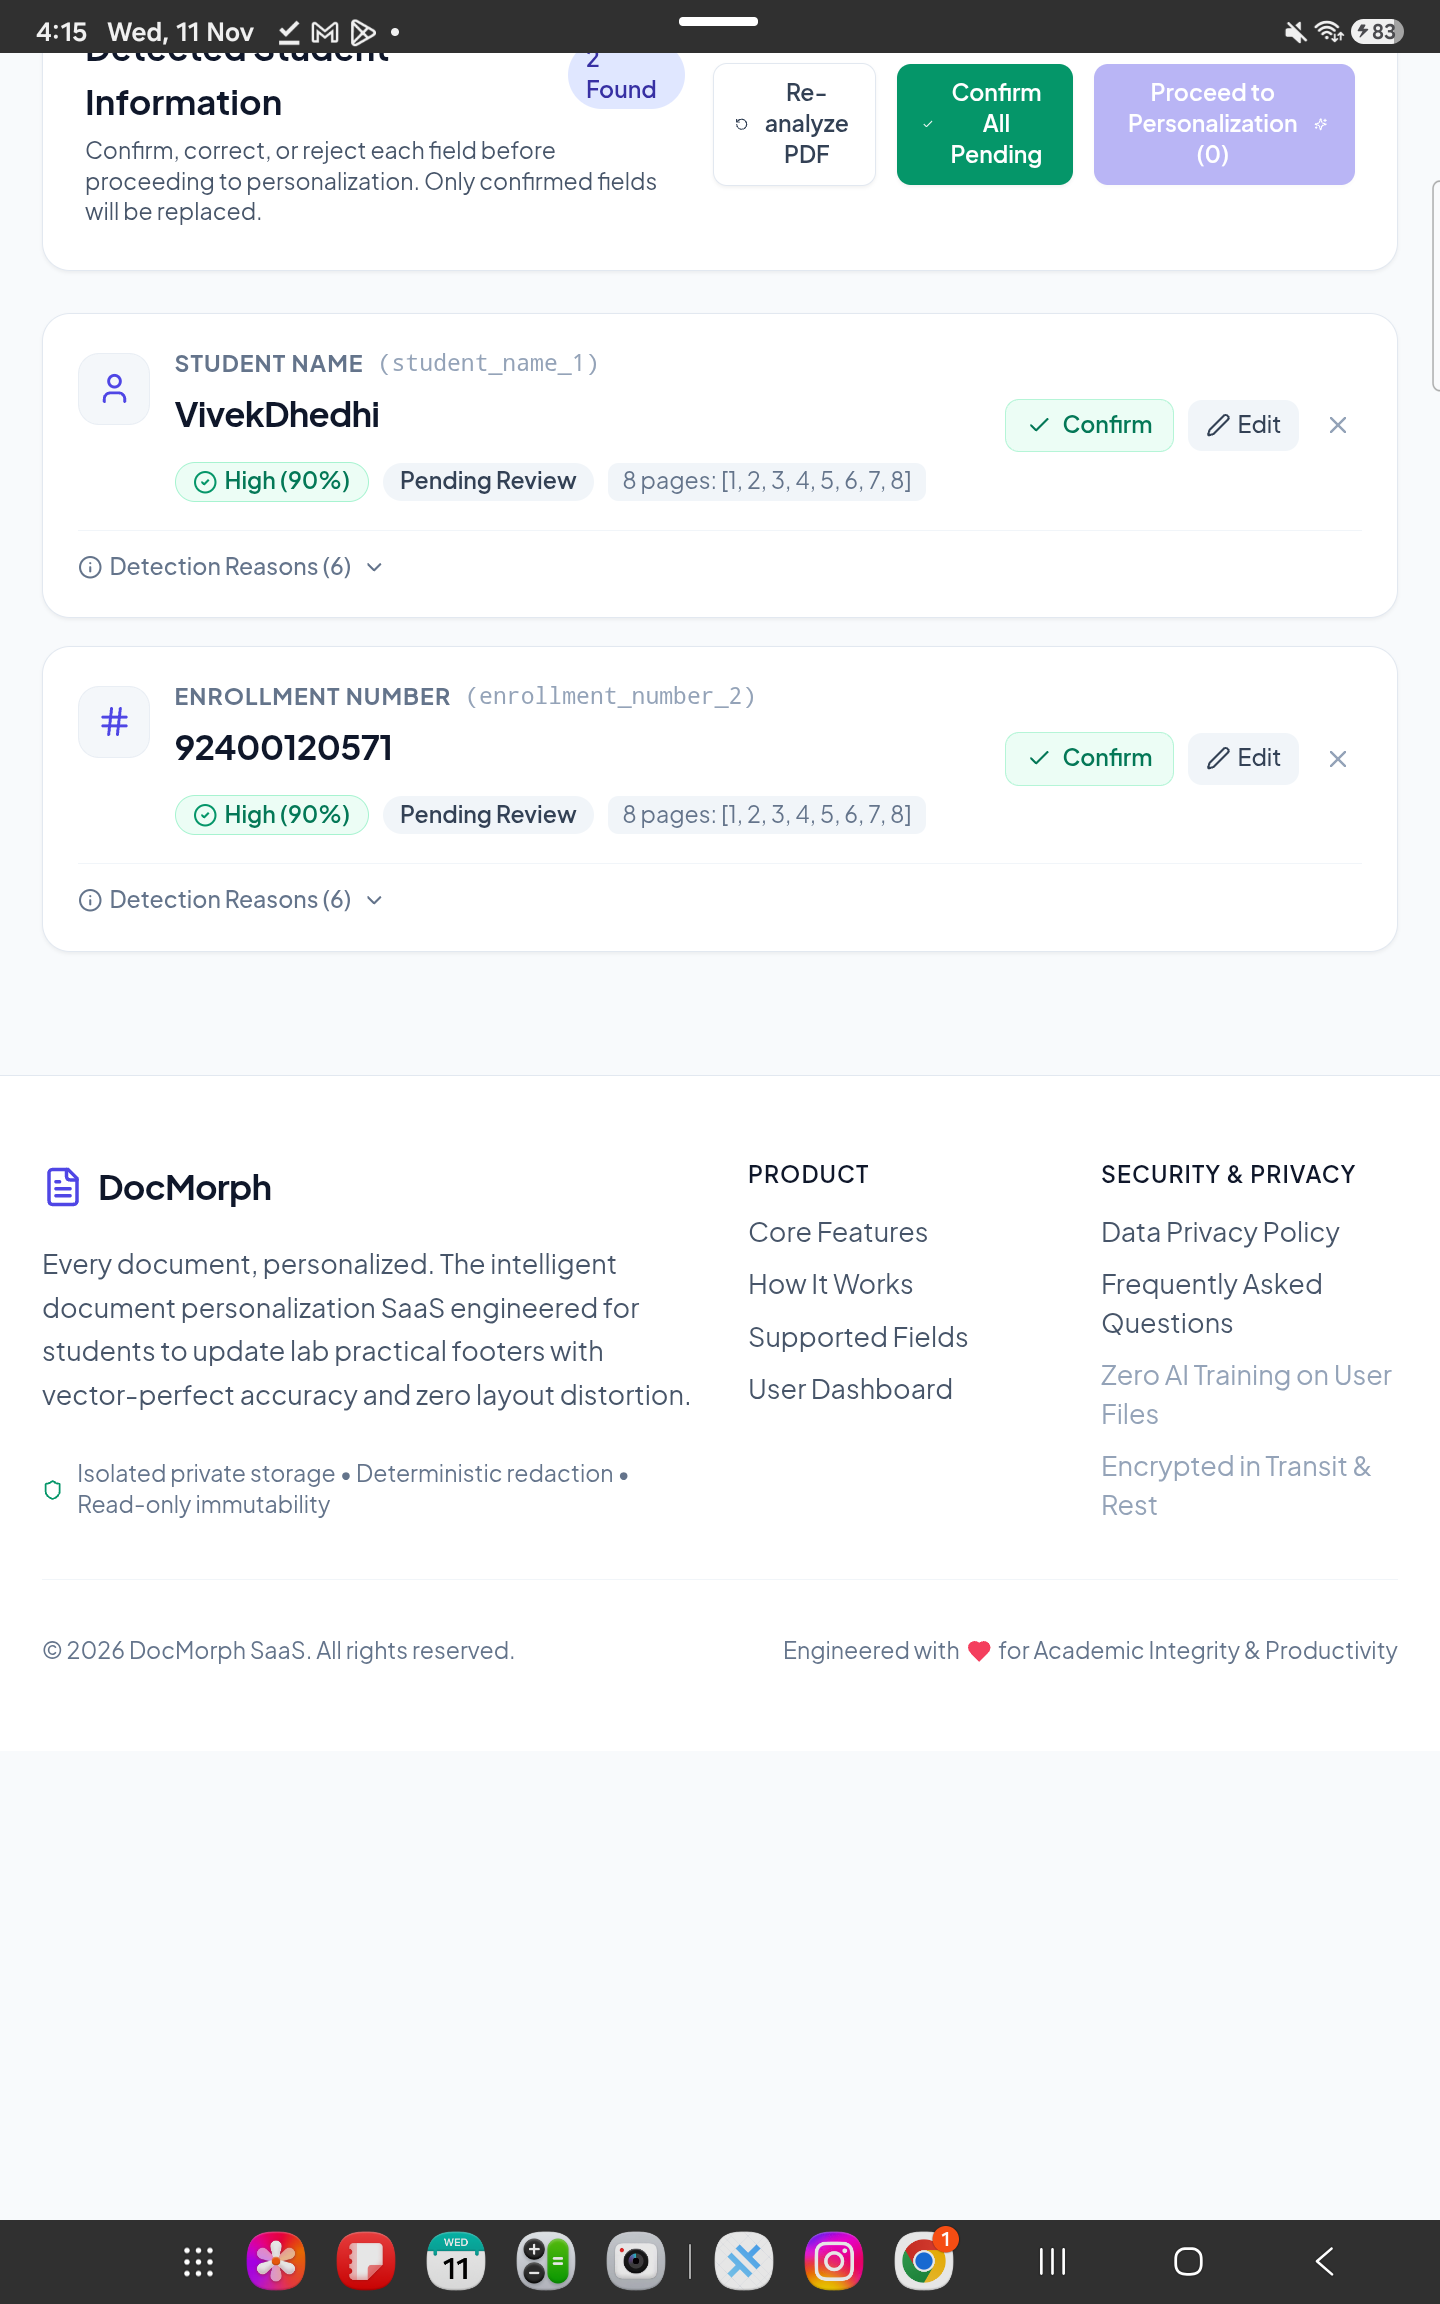 4:15 Wed, 11 Nov
83
Detected Student
Information
2
Found
Confirm, correct, or reject each field before
proceeding to personalization. Only confirmed fields
will be replaced.
Re-
analyze
PDF
Confirm
All
Pending
Proceed to
Personalization
(0)
STUDENT NAME (student_name_1)
VivekDhedhi
High (90%) Pending Review 8 pages: [1, 2, 3, 4, 5, 6, 7, 8]
Confirm Edit
Detection Reasons (6)
ENROLLMENT NUMBER (enrollment_number_2)
92400120571
High (90%) Pending Review 8 pages: [1, 2, 3, 4, 5, 6, 7, 8]
Confirm Edit
Detection Reasons (6)
DocMorph
Every document, personalized. The intelligent
document personalization SaaS engineered for
students to update lab practical footers with
vector-perfect accuracy and zero layout distortion.
Isolated private storage • Deterministic redaction •
Read-only immutability
PRODUCT
Core Features
How It Works
Supported Fields
User Dashboard
SECURITY & PRIVACY
Data Privacy Policy
Frequently Asked
Questions
Zero AI Training on User
Files
Encrypted in Transit &
Rest
© 2026 DocMorph SaaS. All rights reserved.
Engineered with ❤ for Academic Integrity & Productivity
WED
11
1